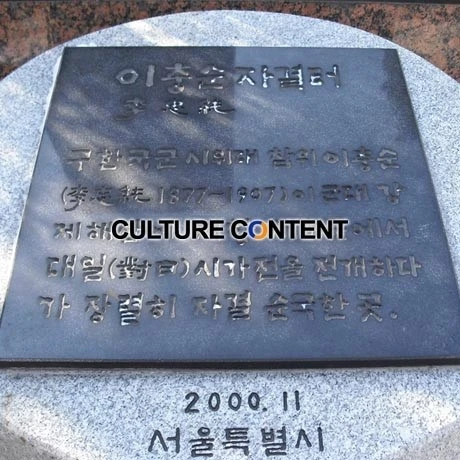 이충순자결터
李忠純
구한국군 시위대 참위 이충순
(李忠純 1877-1907)이 군대 강
제해 에서
CULTURE CONTENT
대일(對日)시가전을 전개하다
가 장렬히 자결 순국한 곳.
2000.11
서울특별시